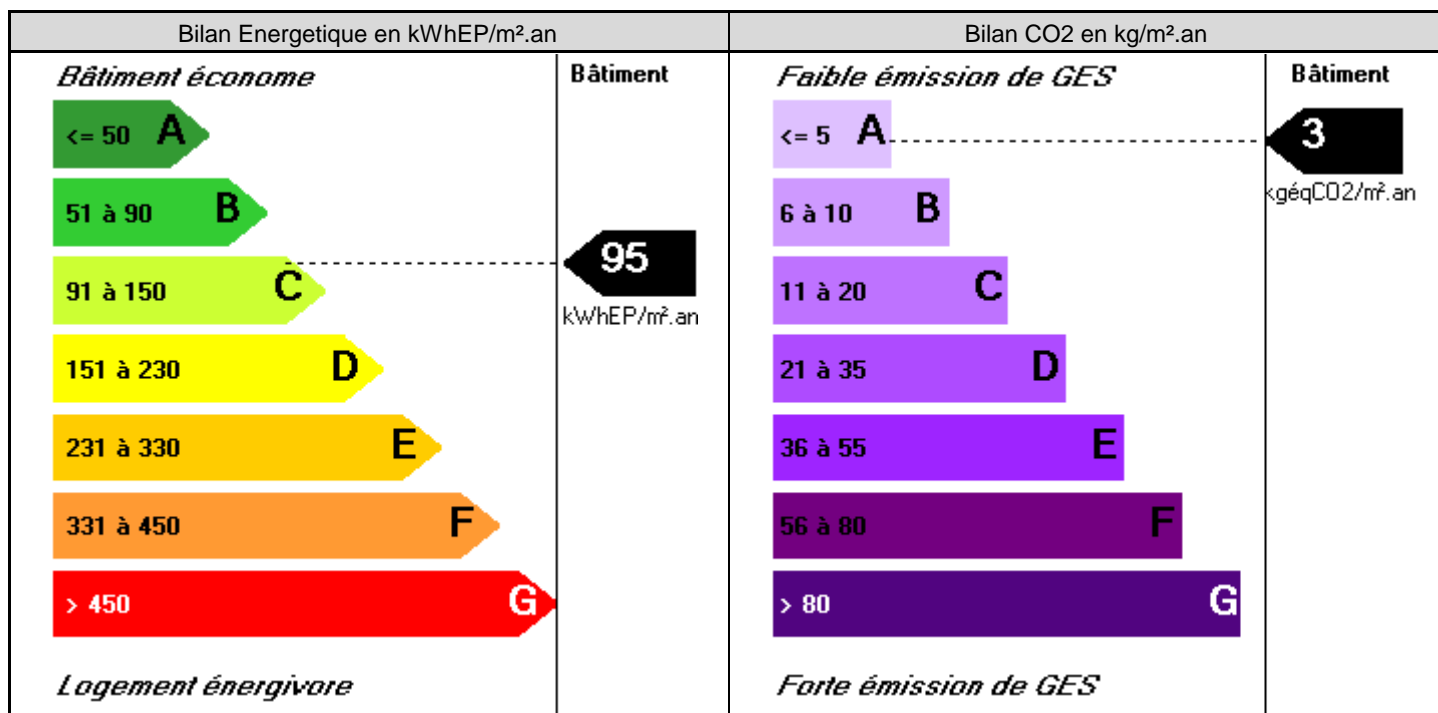 Bilan Energetique en kWhEP/m².an
Bâtiment économe
Bâtiment
<= 50 A
51 à 90 B
91 à 150 C
95
kWhEP/m².an
151 à 230 D
231 à 330 E
331 à 450 F
> 450 G
Logement énergivore
Bilan CO2 en kg/m².an
Faible émission de GES
Bâtiment
<= 5 A
3
kgéqCO2/m².an
6 à 10 B
11 à 20 C
21 à 35 D
36 à 55 E
56 à 80 F
> 80 G
Forte émission de GES